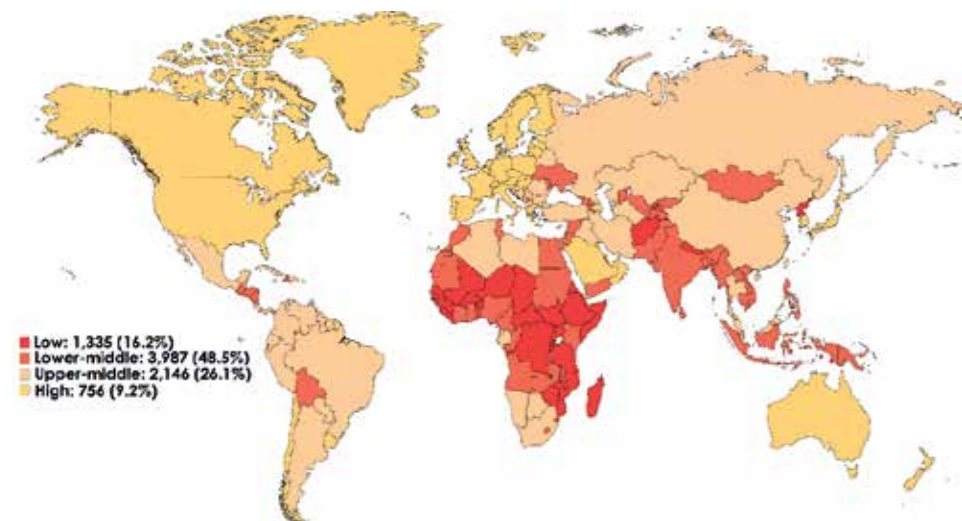 Low: 1,335 (16.2%)
Lower-middle: 3,987 (48.5%)
Upper-middle: 2,146 (26.1%)
High: 756 (9.2%)